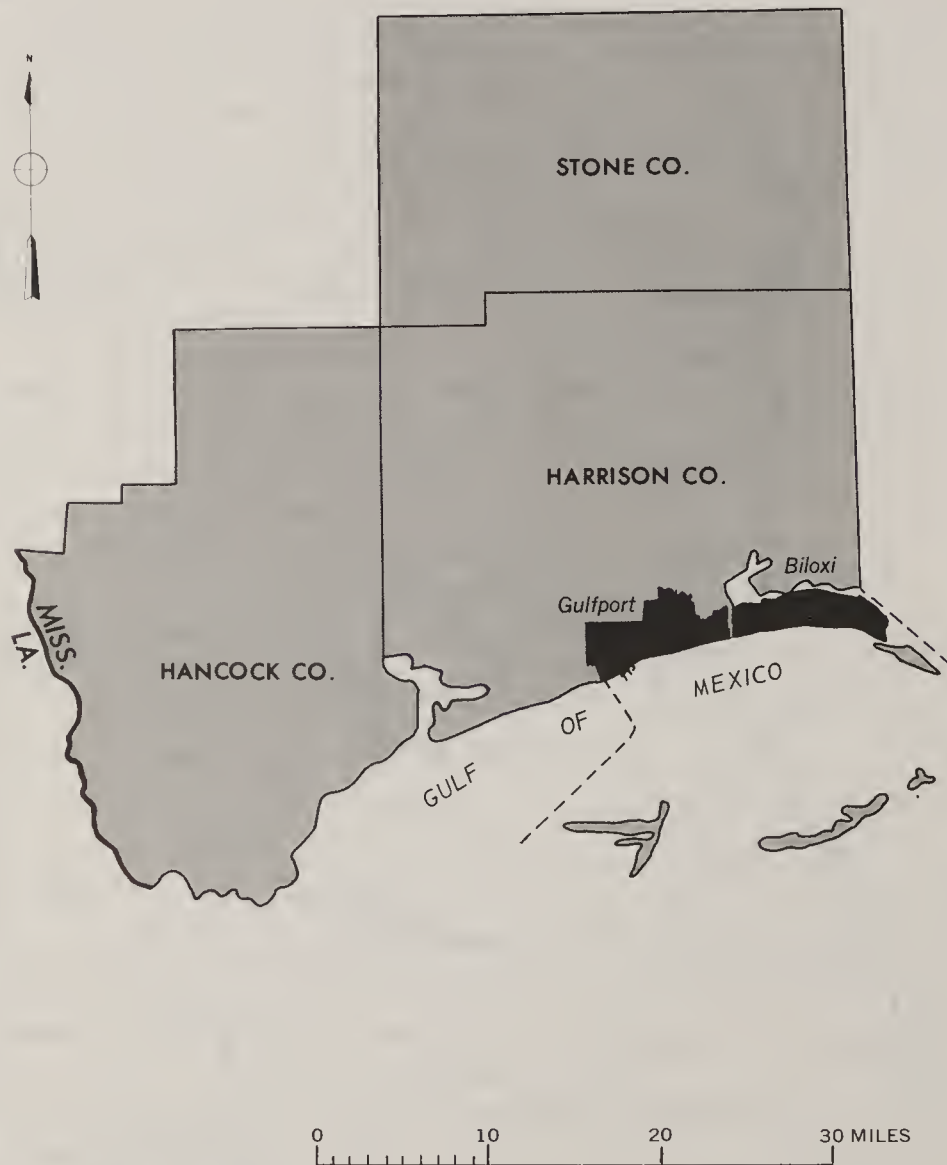 N
STONE CO.
HARRISON CO.
Biloxi
Gulfport
MISS.
LA.
HANCOCK CO.
GULF OF MEXICO
0 10 20 30 MILES